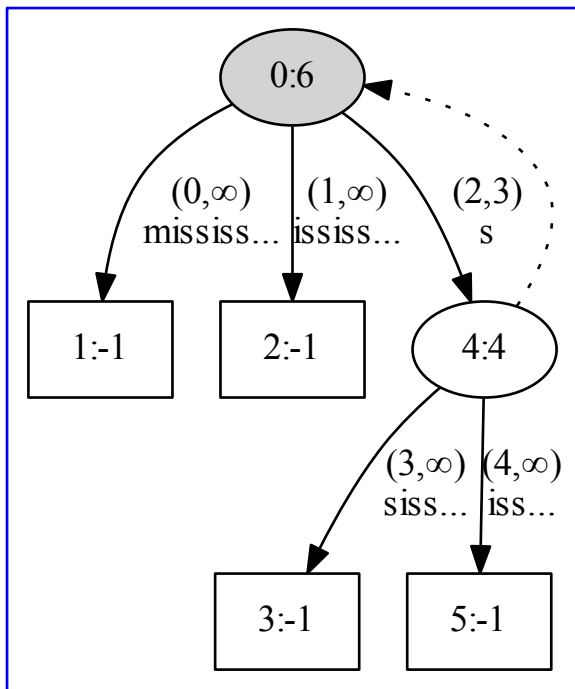 0:6
(0,∞) (1,∞) (2,3)
mississ... ississ... s
1:-1 2:-1 4:4
(3,∞) (4,∞)
siss... iss...
3:-1 5:-1